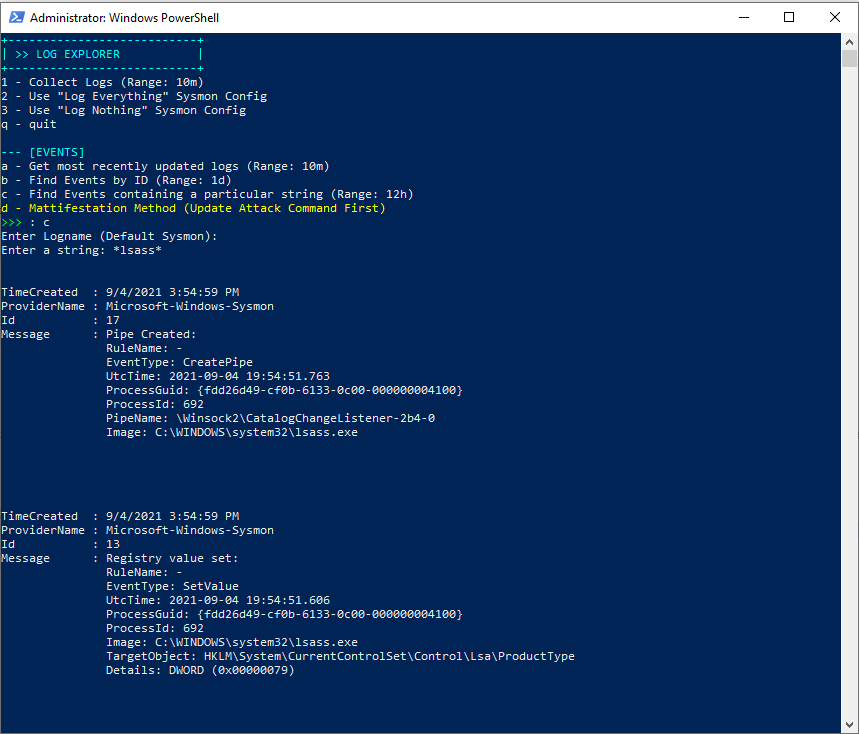 Administrator: Windows PowerShell
+----------------------------+
| >> LOG EXPLORER           |
+----------------------------+
1 - Collect Logs (Range: 10m)
2 - Use "Log Everything" Sysmon Config
3 - Use "Log Nothing" Sysmon Config
q - quit
--- [EVENTS]
a - Get most recently updated logs (Range: 10m)
b - Find Events by ID (Range: 1d)
c - Find Events containing a particular string (Range: 12h)
d - Mattifestation Method (Update Attack Command First)
>>> : c
Enter Logname (Default Sysmon):
Enter a string: *lsass*
TimeCreated  : 9/4/2021 3:54:59 PM
ProviderName : Microsoft-Windows-Sysmon
Id           : 17
Message      : Pipe Created:
RuleName: -
EventType: CreatePipe
UtcTime: 2021-09-04 19:54:51.763
ProcessGuid: {fdd26d49-cf0b-6133-0c00-000000004100}
ProcessId: 692
PipeName: \Winsock2\CatalogChangeListener-2b4-0
Image: C:\WINDOWS\system32\lsass.exe
TimeCreated  : 9/4/2021 3:54:59 PM
ProviderName : Microsoft-Windows-Sysmon
Id           : 13
Message      : Registry value set:
RuleName: -
EventType: SetValue
UtcTime: 2021-09-04 19:54:51.606
ProcessGuid: {fdd26d49-cf0b-6133-0c00-000000004100}
ProcessId: 692
Image: C:\WINDOWS\system32\lsass.exe
TargetObject: HKLM\System\CurrentControlSet\Control\Lsa\ProductType
Details: DWORD (0x00000079)